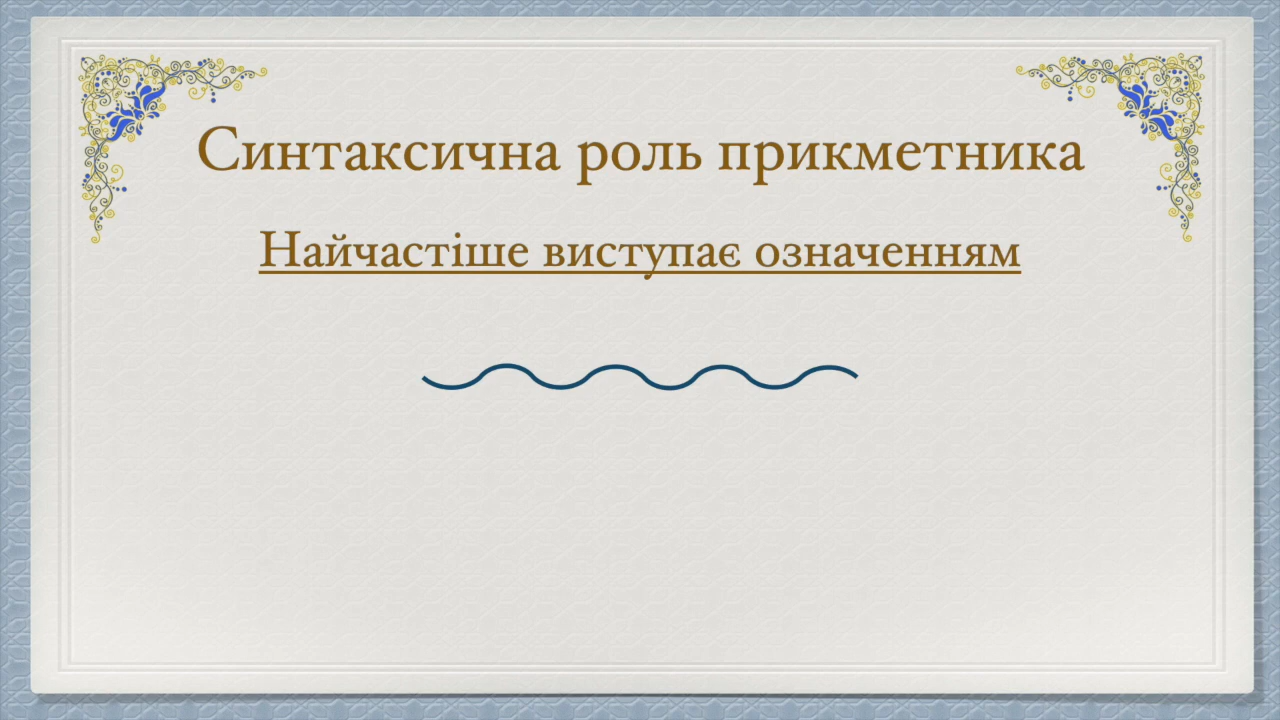 Синтаксична роль прикметника
Найчастіше виступає означенням